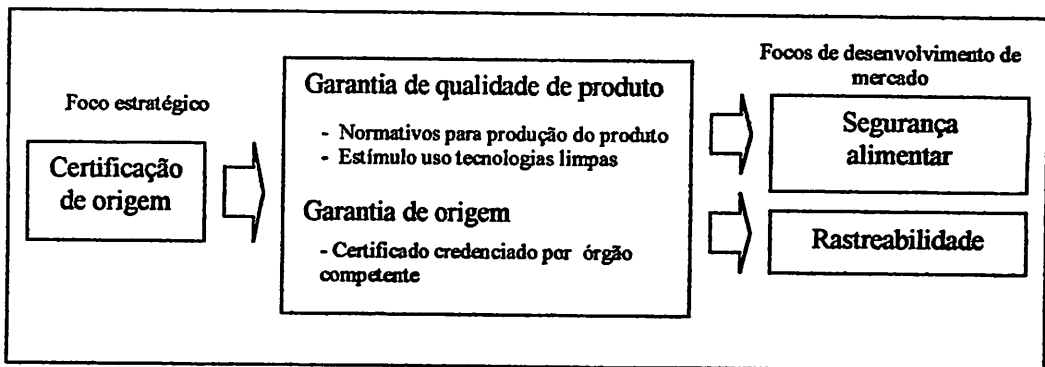 Foco estratégico
Certificação
de origem
Garantia de qualidade de produto
- Normativos para produção do produto
- Estímulo uso tecnologias limpas
Garantia de origem
- Certificado credenciado por órgão
competente
Focos de desenvolvimento de
mercado
Segurança
alimentar
Rastreabilidade